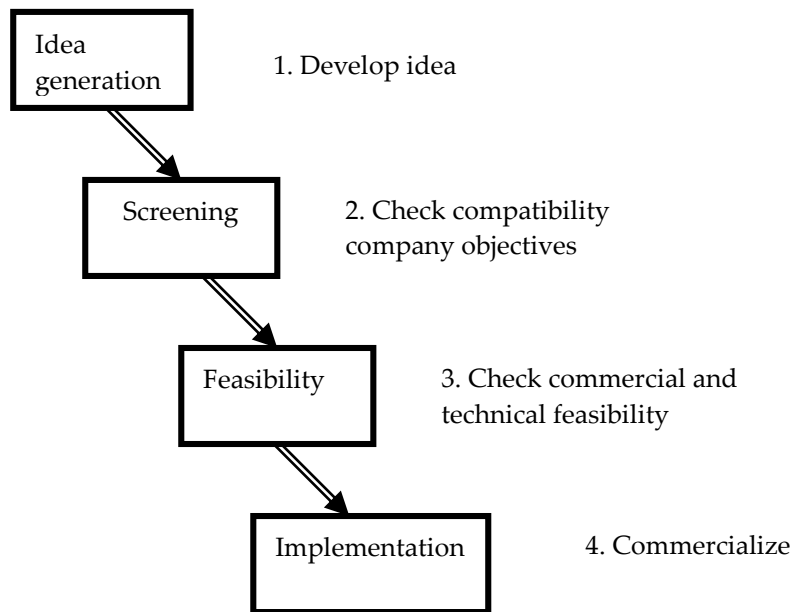 Idea
generation
1. Develop idea
Screening
2. Check compatibility
company objectives
Feasibility
3. Check commercial and
technical feasibility
Implementation
4. Commercialize